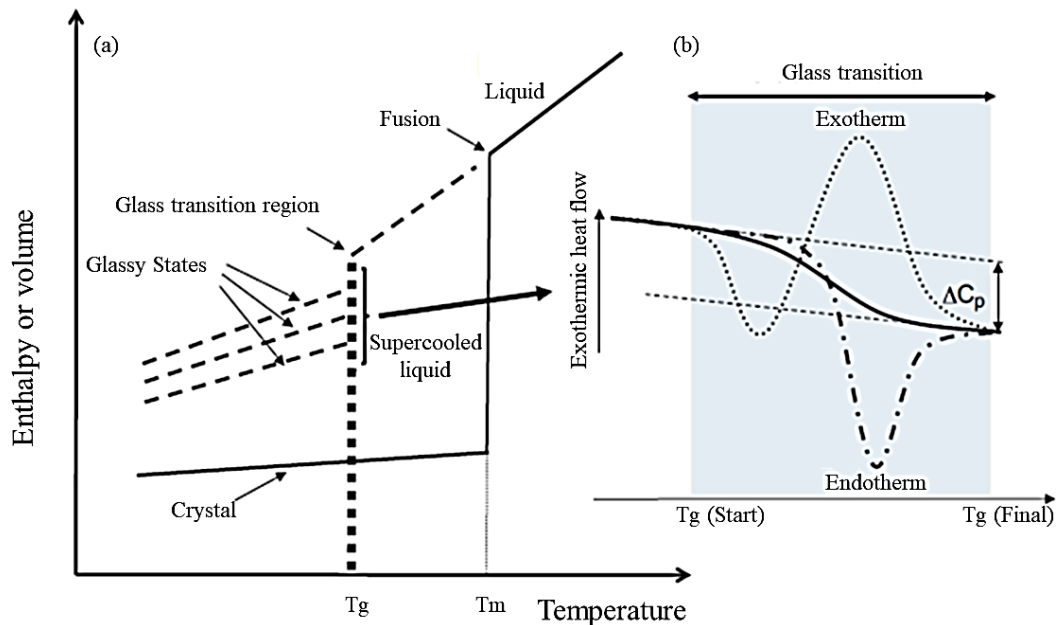 (a)
Liquid
Fusion
Glass transition region
Glassy States
Supercooled
liquid
Crystal
Enthalpy or volume
Tg
Tm
Temperature
(b)
Glass transition
Exotherm
Exothermic heat flow
ΔCp
Endotherm
Tg (Start)
Tg (Final)